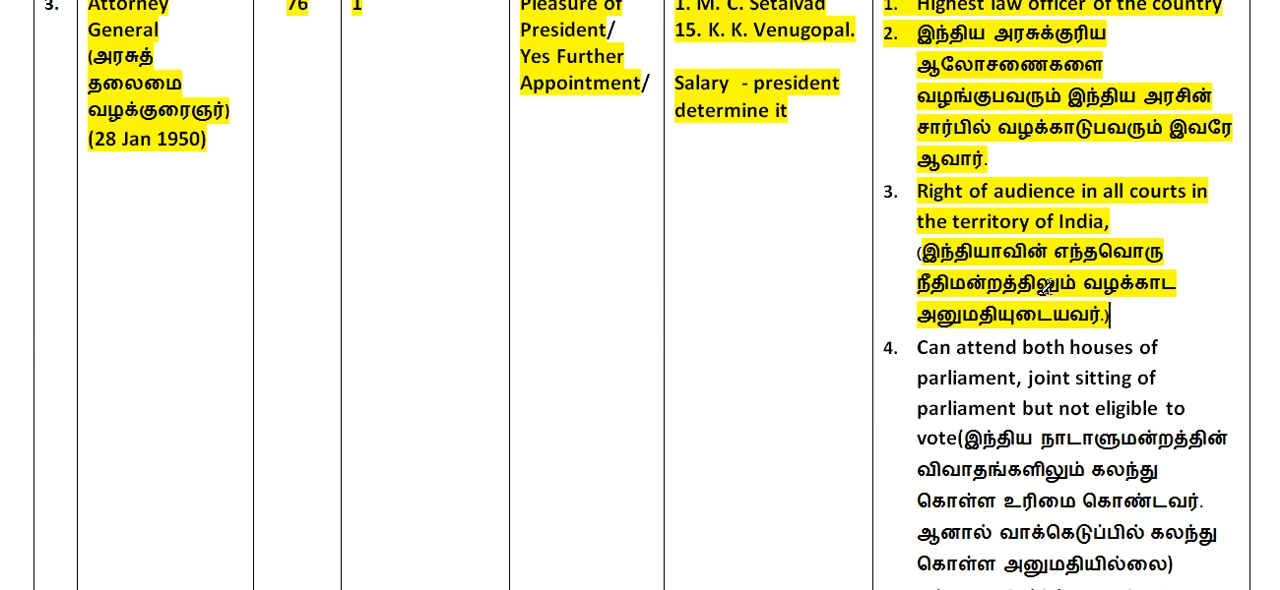 3.
Attorney
General
(அரசுத்
தலைமை
வழக்குரைஞர்)
(28 Jan 1950)
76
1
Pleasure of
President/
Yes Further
Appointment/
1. M. C. Setalvad
15. K. K. Venugopal.
Salary - president
determine it
1. Highest law officer of the country
2. இந்திய அரசுக்குரிய
ஆலோசணைகளை
வழங்குபவரும் இந்திய அரசின்
சார்பில் வழக்காடுபவரும் இவரே
ஆவார்.
3. Right of audience in all courts in
the territory of India,
(இந்தியாவின் எந்தவொரு
நீதிமன்றத்திலும் வழக்காட
அனுமதியுடையவர்.)
4. Can attend both houses of
parliament, joint sitting of
parliament but not eligible to
vote(இந்திய நாடாளுமன்றத்தின்
விவாதங்களிலும் கலந்து
கொள்ள உரிமை கொண்டவர்.
ஆனால் வாக்கெடுப்பில் கலந்து
கொள்ள அனுமதியில்லை)